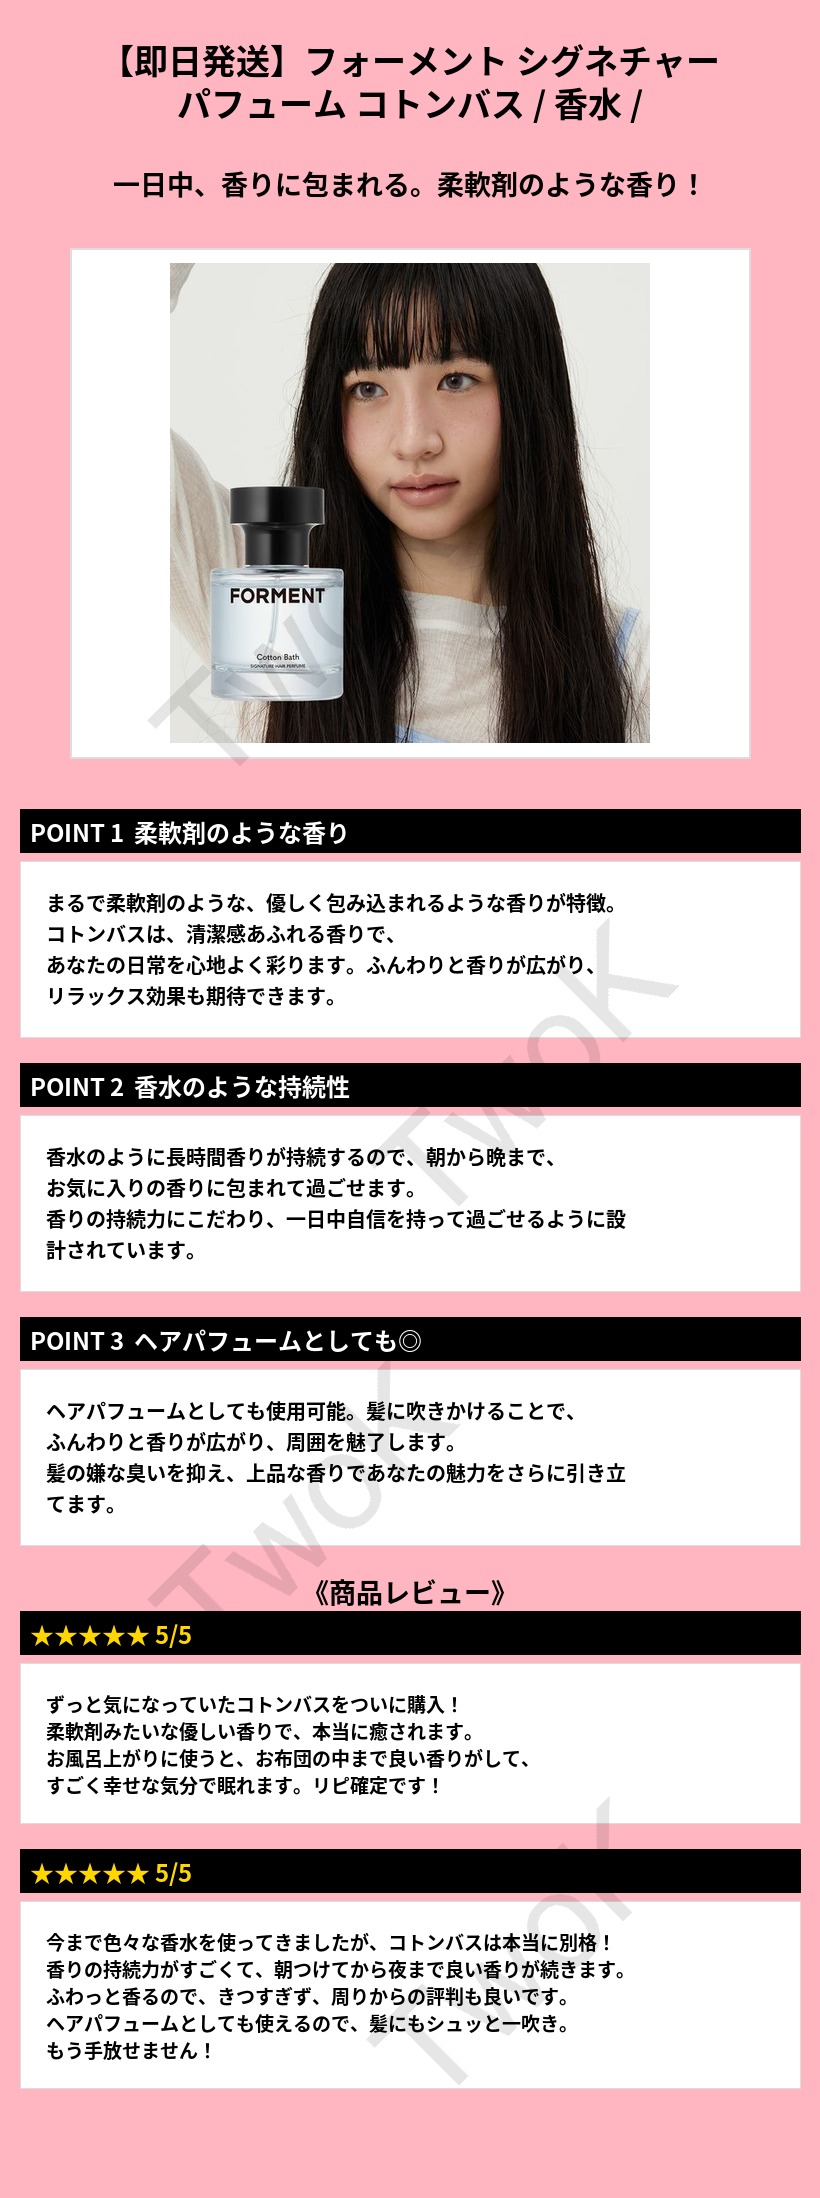 【即日発送】フォーメント シグネチャー
パフューム コトンバス / 香水 /
一日中、香りに包まれる。柔軟剤のような香り！
FORMENT
Cotton Bath
SIGNATURE HAIR PERFUME
TwoK
POINT 1 柔軟剤のような香り
まるで柔軟剤のような、優しく包み込まれるような香りが特徴。
コトンバスは、清潔感あふれる香りで、
あなたの日常を心地よく彩ります。ふんわりと香りが広がり、
リラックス効果も期待できます。
TwoK
POINT 2 香水のような持続性
香水のように長時間香りが持続するので、朝から晩まで、
お気に入りの香りに包まれて過ごせます。
香りの持続力にこだわり、一日中自信を持って過ごせるように設
計されています。
POINT 3 ヘアパフュームとしても◎
ヘアパフュームとしても使用可能。髪に吹きかけることで、
ふんわりと香りが広がり、周囲を魅了します。
髪の嫌な臭いを抑え、上品な香りであなたの魅力をさらに引き立
てます。
TwoK
《商品レビュー》
★★★★★ 5/5
ずっと気になっていたコトンバスをついに購入！
柔軟剤みたいな優しい香りで、本当に癒されます。
お風呂上がりに使うと、お布団の中まで良い香りがして、
すごく幸せな気分で眠れます。リピ確定です！
★★★★★ 5/5
今まで色々な香水を使ってきましたが、コトンバスは本当に別格！
香りの持続力がすごくて、朝つけてから夜まで良い香りが続きます。
ふわっと香るので、きつすぎず、周りからの評判も良いです。
ヘアパフュームとしても使えるので、髪にもシュッと一吹き。
もう手放せません！
TwoK